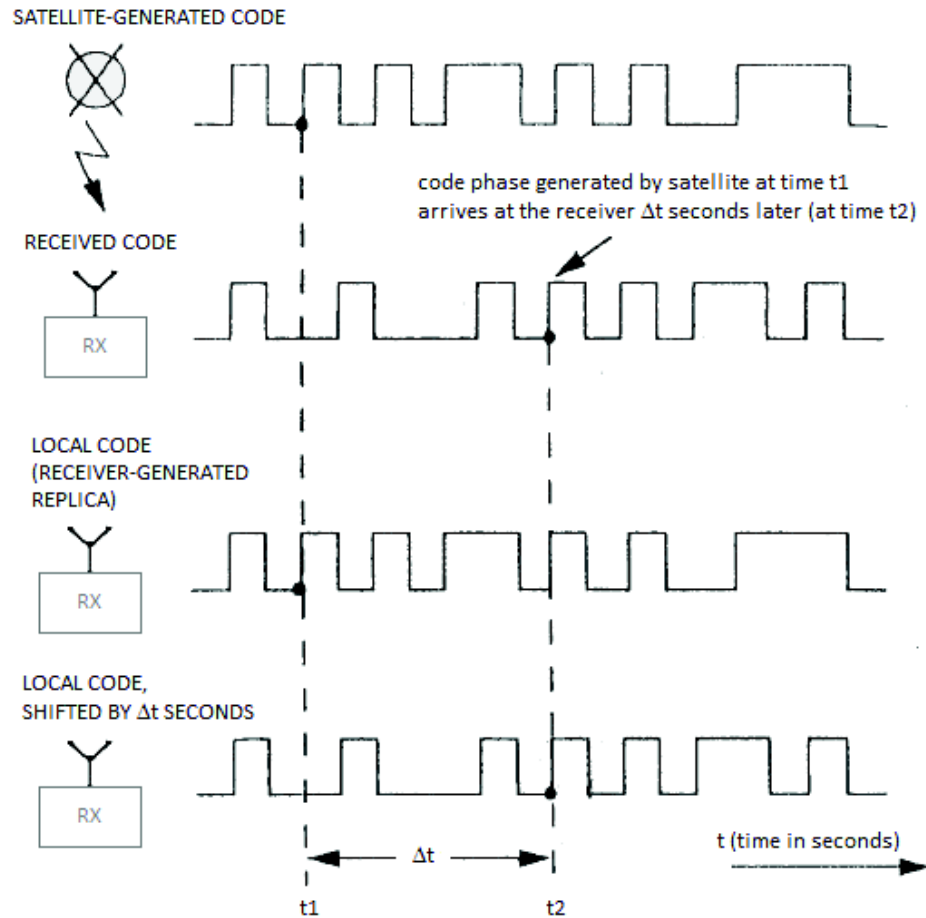 SATELLITE-GENERATED CODE
code phase generated by satellite at time t1
arrives at the receiver Δt seconds later (at time t2)
RECEIVED CODE
RX
LOCAL CODE
(RECEIVER-GENERATED
REPLICA)
RX
LOCAL CODE,
SHIFTED BY Δt SECONDS
RX
Δt
t (time in seconds)
t1
t2